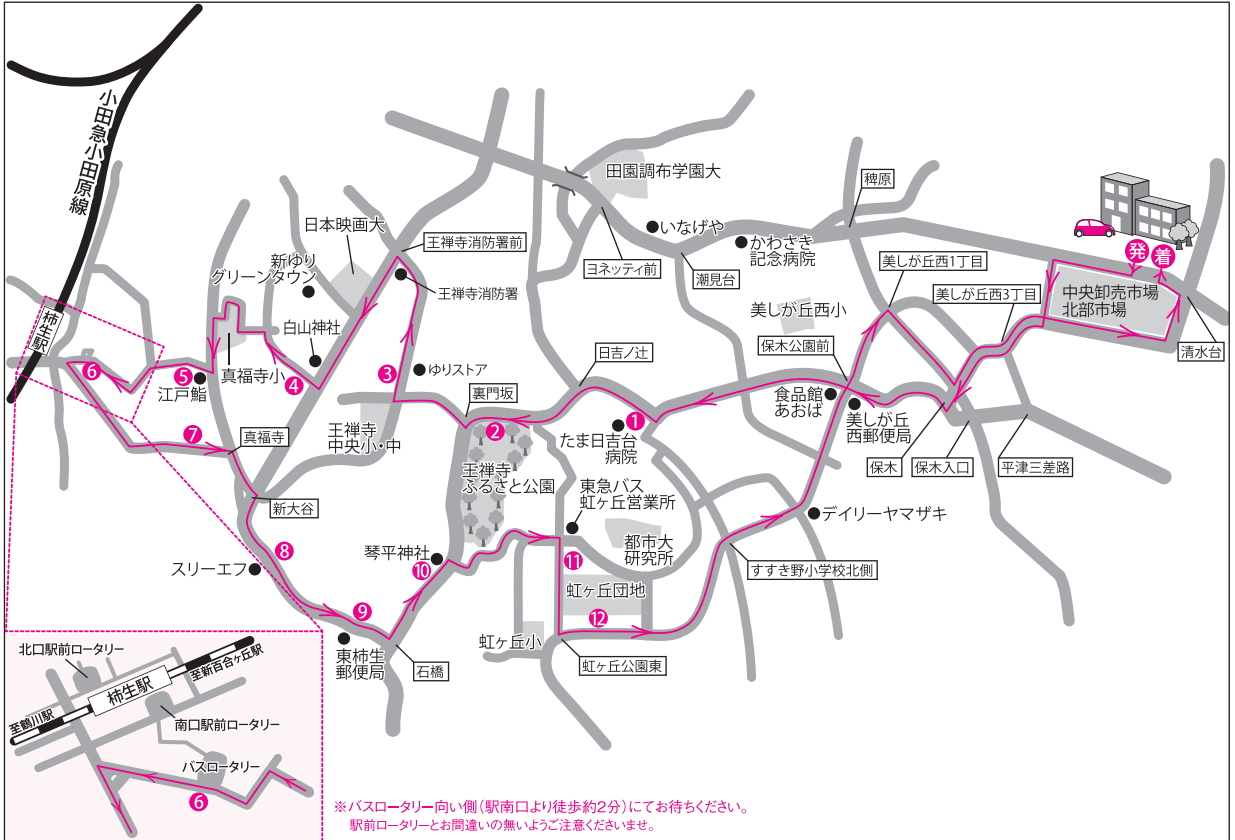 小田急小田原線
柿生駅
日本映画大
新ゆり
グリーンタウン
白山神社
真福寺小
江戸鮨
王禅寺消防署前
王禅寺消防署
ゆりストア
裏門坂
王禅寺
中央小・中
真福寺
新大谷
スリーエフ
田園調布学園大
いなげや
かわさき
記念病院
ヨネッティ前
潮見台
稗原
美しが丘西1丁目
美しが丘西3丁目
発
着
中央卸売市場
北部市場
清水台
美しが丘西小
保木公園前
日吉ノ辻
食品館
あおば
美しが丘
西郵便局
保木
保木入口
平津三差路
たま日吉台
病院
王禅寺
ふるさと公園
東急バス
虹ヶ丘営業所
都市大
研究所
デイリーヤマザキ
すすき野小学校北側
琴平神社
虹ヶ丘団地
虹ヶ丘小
虹ヶ丘公園東
東柿生
郵便局
石橋
1
2
3
4
5
6
7
8
9
10
11
12
北口駅前ロータリー
至新百合ヶ丘駅
柿生駅
至鶴川駅
南口駅前ロータリー
バスロータリー
6
※バスロータリー向い側(駅南口より徒歩約2分)にてお待ちください。
駅前ロータリーとお間違いの無いようご注意くださいませ。